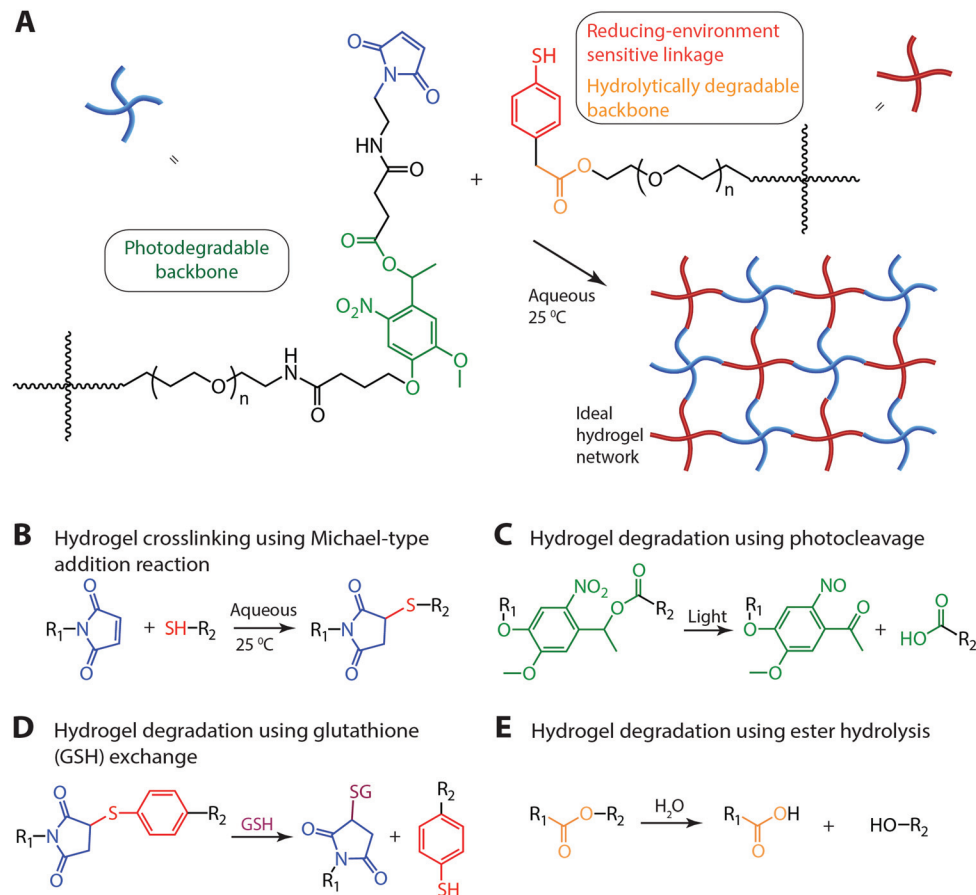 A
Reducing-environment
sensitive linkage
Hydrolytically degradable
backbone
SH
O
N
O
=
HN
O
+
O
O
n
=
O
Photodegradable
backbone
O
O
O₂N
Aqueous
25 ⁰C
O
n
H
N
O
O
O
Ideal
hydrogel
network
B Hydrogel crosslinking using Michael-type
addition reaction
O
R₁–N
O
+ SH–R₂
Aqueous
25 ⁰C
O
R₁–N
O
S–R₂
C Hydrogel degradation using photocleavage
R₁
O
NO₂
O
O
R₂
O
Light
R₁
O
NO
O
O
+
O
HO
R₂
D Hydrogel degradation using glutathione
(GSH) exchange
O
R₁–N
O
S
R₂
GSH
SG
O
N
O
R₁
+
R₂
SH
E Hydrogel degradation using ester hydrolysis
R₁
O–R₂
O
H₂O
R₁
OH
O
+
HO–R₂